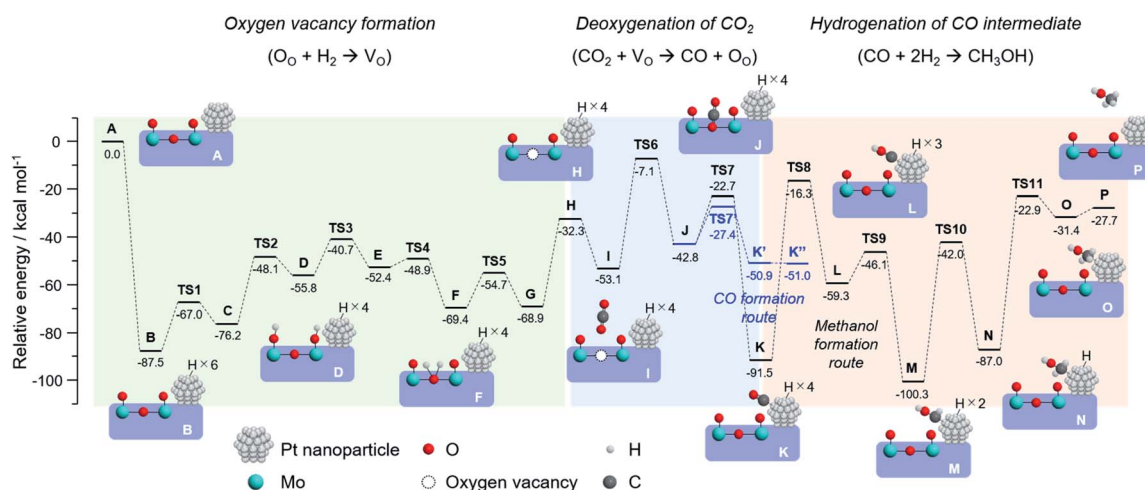 Oxygen vacancy formation
(O_O + H₂ → V_O)
Deoxygenation of CO₂
(CO₂ + V_O → CO + O_O)
Hydrogenation of CO intermediate
(CO + 2H₂ → CH₃OH)
Relative energy / kcal mol⁻¹
0
-20
-40
-60
-80
-100
A
0.0
B
-87.5
TS1
-67.0
C
-76.2
TS2
-48.1
D
-55.8
TS3
-40.7
E
-52.4
TS4
-48.9
F
-69.4
TS5
-54.7
G
-68.9
H
-32.3
I
-53.1
TS6
-7.1
J
-42.8
TS7
-22.7
TS7'
-27.4
K'
-50.9
K''
-51.0
CO formation
route
K
-91.5
TS8
-16.3
L
-59.3
TS9
-46.1
Methanol
formation
route
M
-100.3
TS10
-42.0
N
-87.0
TS11
-22.9
O
-31.4
P
-27.7
A
H×6
B
H×4
D
H×4
F
H×4
H
H×4
I
H×4
J
H×4
K
H×3
L
H×2
M
H
N
O
P
Pt nanoparticle
O
H
Mo
Oxygen vacancy
C